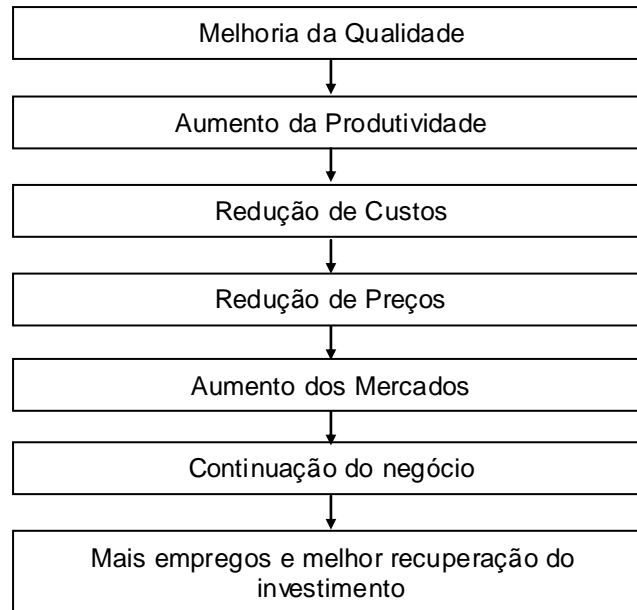 Melhoria da Qualidade
Aumento da Produtividade
Redução de Custos
Redução de Preços
Aumento dos Mercados
Continuação do negócio
Mais empregos e melhor recuperação do
investimento